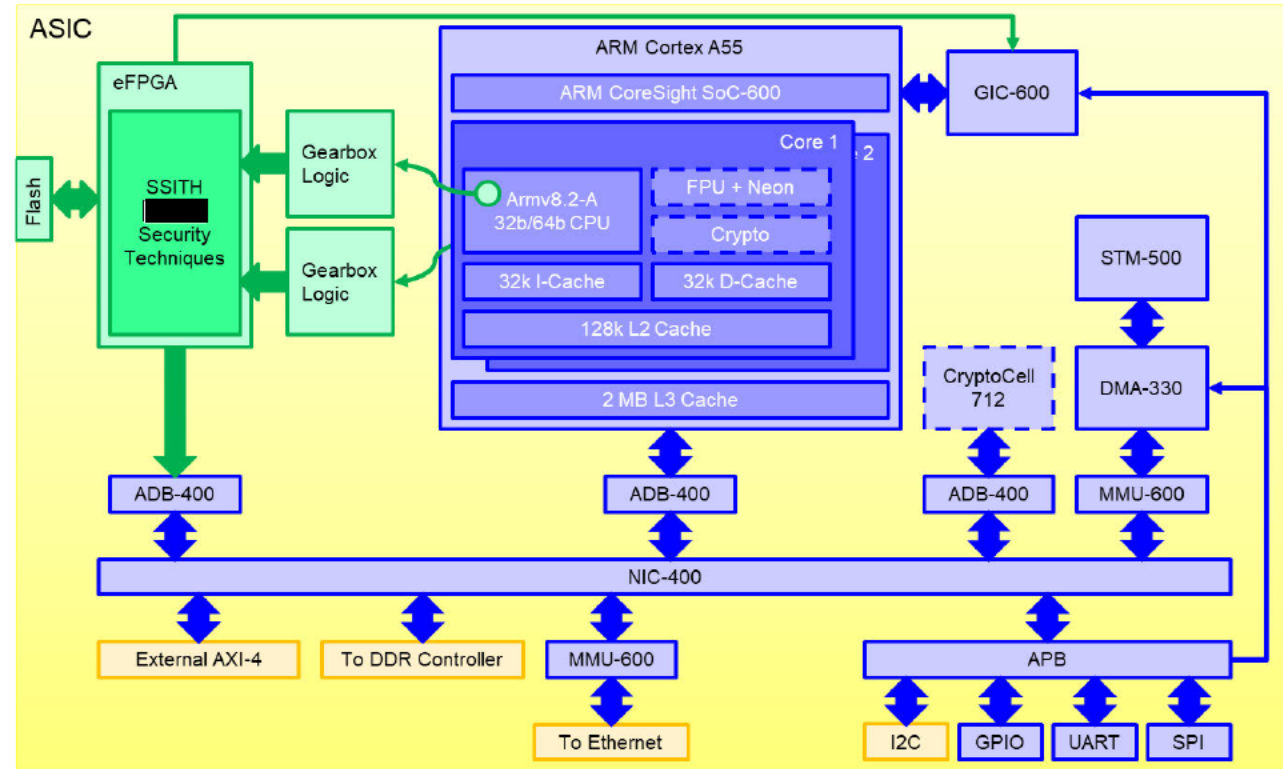 ASIC
eFPGA
SSITH
Security
Techniques
Flash
Gearbox
Logic
Gearbox
Logic
ARM Cortex A55
ARM CoreSight SoC-600
Core 1
e 2
Armv8.2-A
32b/64b CPU
FPU + Neon
Crypto
32k I-Cache
32k D-Cache
128k L2 Cache
2 MB L3 Cache
GIC-600
STM-500
CryptoCell
712
DMA-330
ADB-400
ADB-400
ADB-400
MMU-600
NIC-400
External AXI-4
To DDR Controller
MMU-600
APB
To Ethernet
I2C
GPIO
UART
SPI